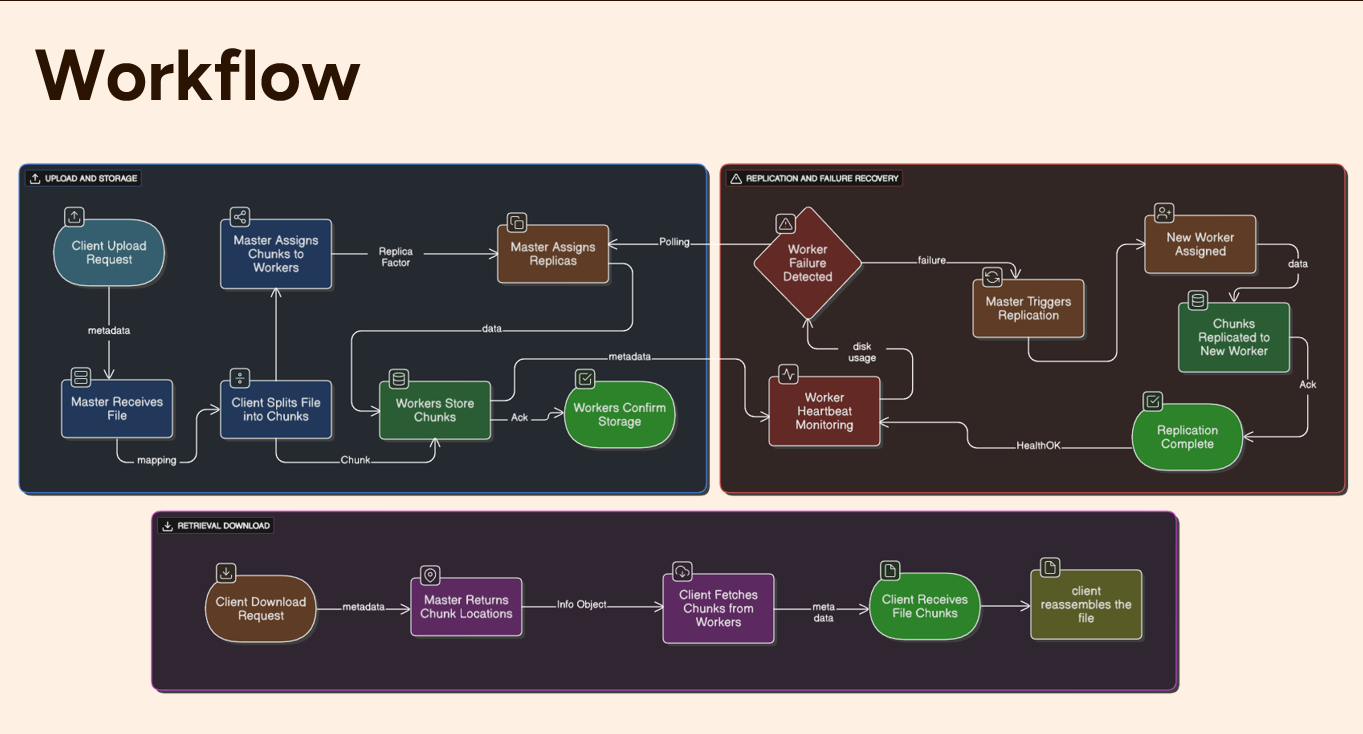 Workflow
UPLOAD AND STORAGE
Client Upload
Request
metadata
Master Receives
File
mapping
Client Splits File
into Chunks
Master Assigns
Chunks to
Workers
Replica
Factor
Master Assigns
Replicas
data
Chunk
Workers Store
Chunks
Ack
Workers Confirm
Storage
metadata
Polling
REPLICATION AND FAILURE RECOVERY
Worker
Failure
Detected
disk
usage
Worker
Heartbeat
Monitoring
failure
Master Triggers
Replication
New Worker
Assigned
data
Chunks
Replicated to
New Worker
Ack
Replication
Complete
HealthOK
RETRIEVAL DOWNLOAD
Client Download
Request
metadata
Master Returns
Chunk Locations
Info Object
Client Fetches
Chunks from
Workers
meta
data
Client Receives
File Chunks
client
reassembles the
file